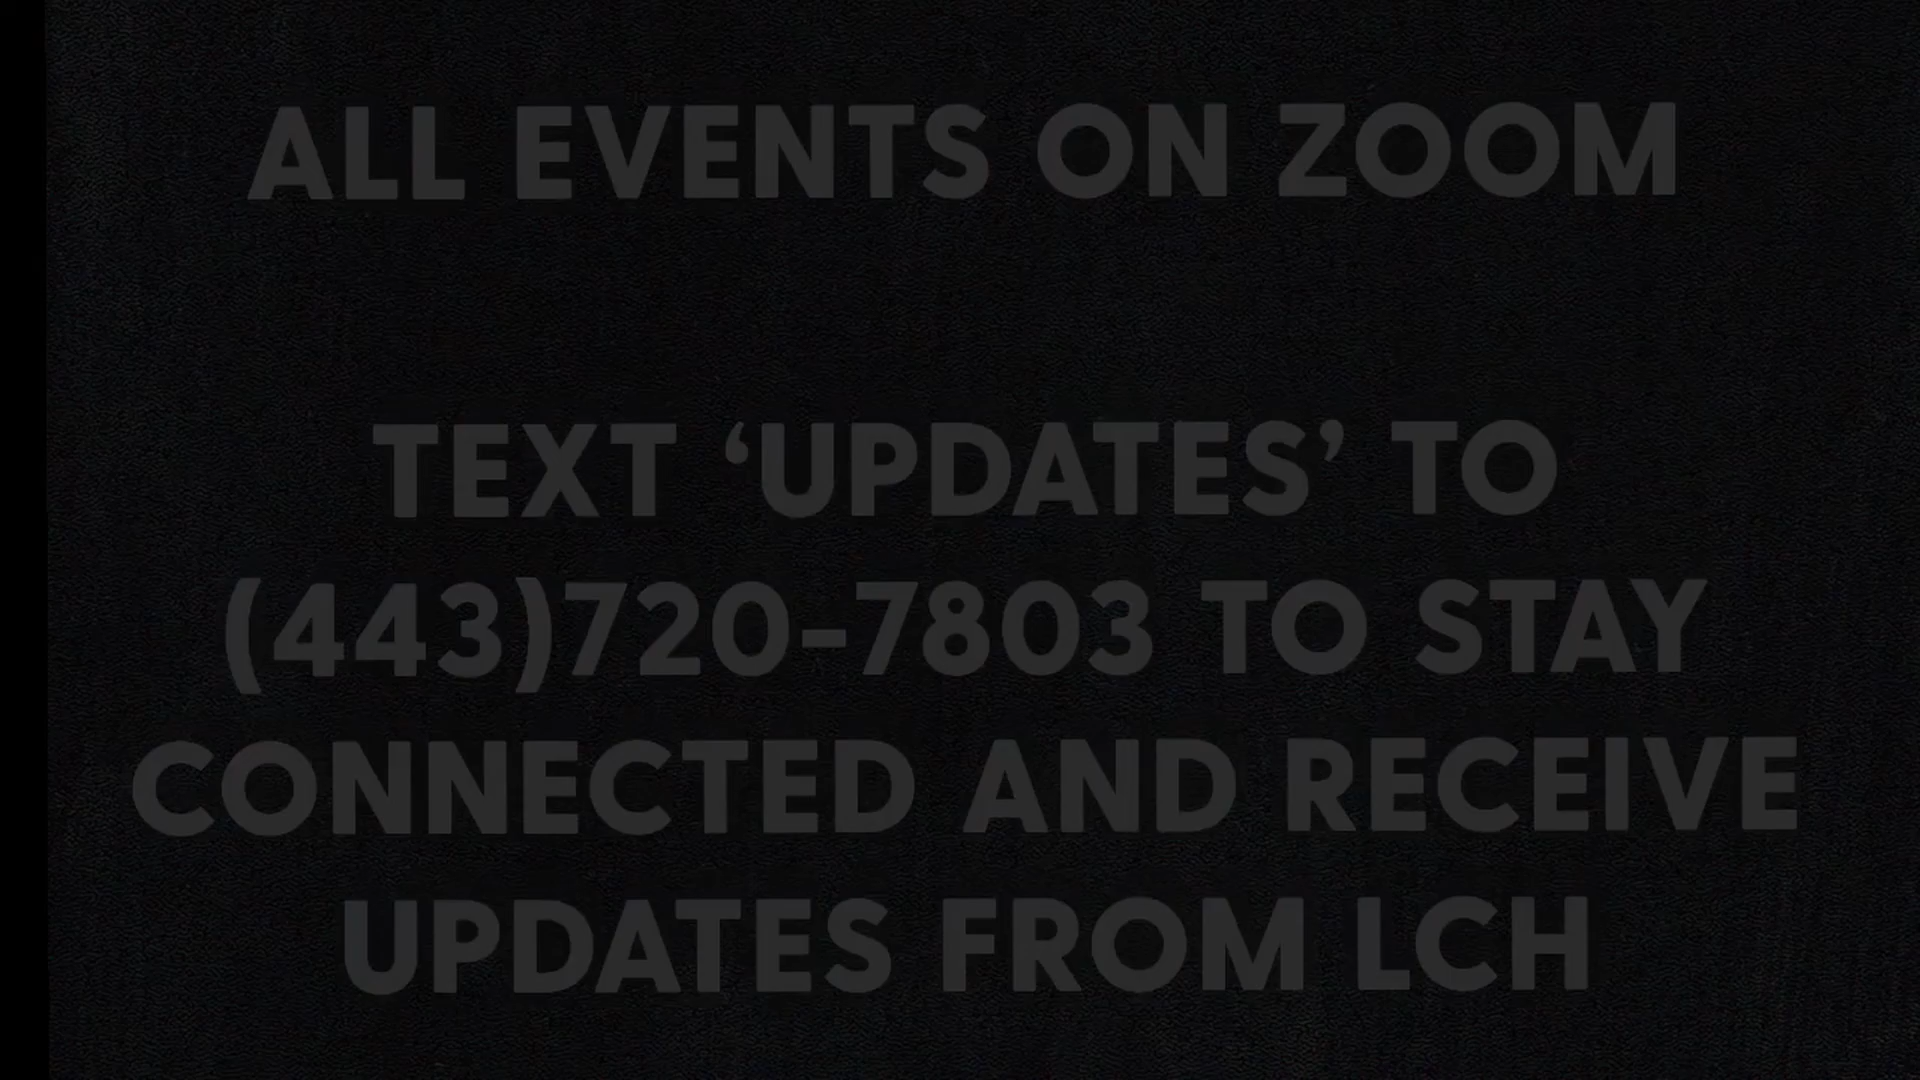 ALL EVENTS ON ZOOM
TEXT ‘UPDATES’ TO
(443)720-7803 TO STAY
CONNECTED AND RECEIVE
UPDATES FROM LCH